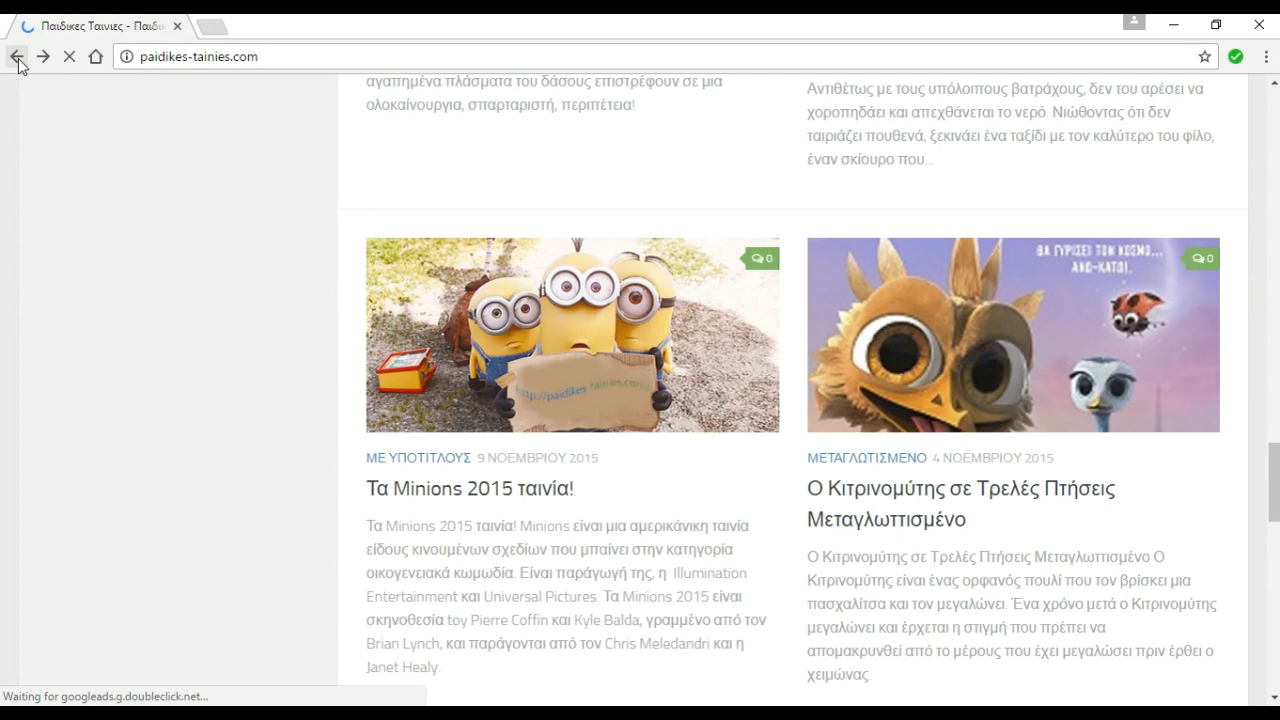 Παιδικες Ταινιες - Παιδι
paidikes-tainies.com
αγαπημένα πλάσματα του δάσους επιστρέφουν σε μια
ολοκαίνουργια, σπαρταριστή, περιπέτεια!
Αντιθέτως με τους υπόλοιπους βατράχους, δεν του αρέσει να
χοροπηδάει και απεχθάνεται το νερό. Νιώθοντας ότι δεν
ταιριάζει πουθενά, ξεκινάει ένα ταξίδι με τον καλύτερο του φίλο,
έναν σκίουρο που...
0
http://paidikes-tainies.com/
ΜΕ ΥΠΟΤΙΤΛΟΥΣ 9 ΝΟΕΜΒΡΙΟΥ 2015
Τα Minions 2015 ταινία!
Τα Minions 2015 ταινία! Minions είναι μια αμερικάνικη ταινία
είδους κινουμένων σχεδίων που μπαίνει στην κατηγορία
οικογενειακά κωμωδία. Είναι παράγωγή της, η Illumination
Entertainment και Universal Pictures. Τα Minions 2015 είναι
σκηνοθεσία toy Pierre Coffin και Kyle Balda, γραμμένο από τον
Brian Lynch, και παράγονται από τον Chris Meledandri και η
Janet Healy.
ΘΑ ΓΥΡΙΣΕΙ ΤΟΝ ΚΟΣΜΟ...
ΑΝΩ-ΚΑΤΩ.
0
ΜΕΤΑΓΛΩΤΙΣΜΕΝΟ 4 ΝΟΕΜΒΡΙΟΥ 2015
Ο Κιτρινομύτης σε Τρελές Πτήσεις
Μεταγλωττισμένο
Ο Κιτρινομύτης σε Τρελές Πτήσεις Μεταγλωττισμένο Ο
Κιτρινομύτης είναι ένας ορφανός πουλί που τον βρίσκει μια
πασχαλίτσα και τον μεγαλώνει. Ένα χρόνο μετά ο Κιτρινομύτης
μεγαλώνει και έρχεται η στιγμή που πρέπει να
απομακρυνθεί από το μέρους που έχει μεγαλώσει πριν έρθει ο
χειμώνας.
Waiting for googleads.g.doubleclick.net...